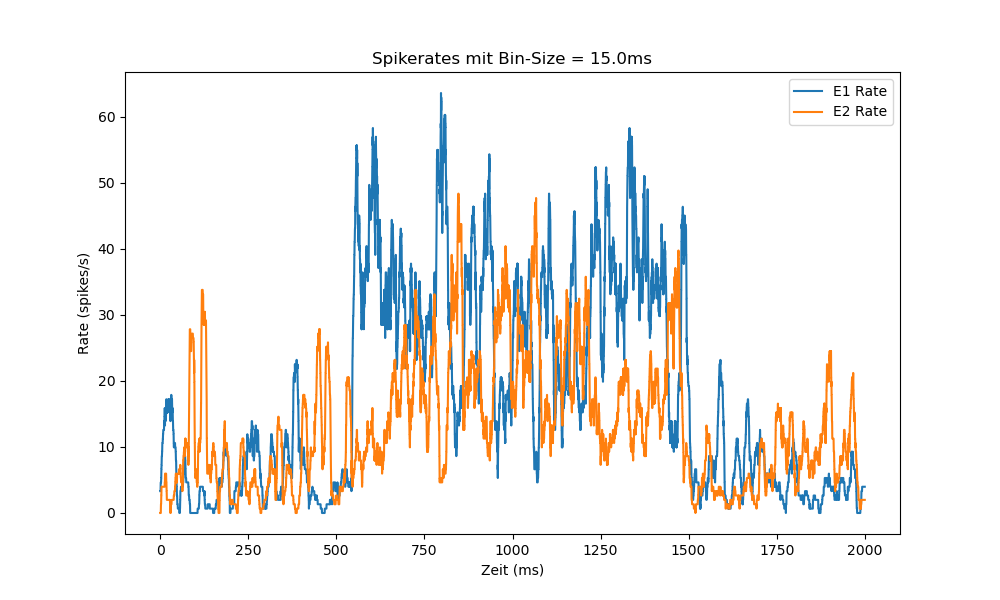 Spikerates mit Bin-Size = 15.0ms
E1 Rate
E2 Rate
60
50
40
30
20
10
0
Rate (spikes/s)
0 250 500 750 1000 1250 1500 1750 2000
Zeit (ms)